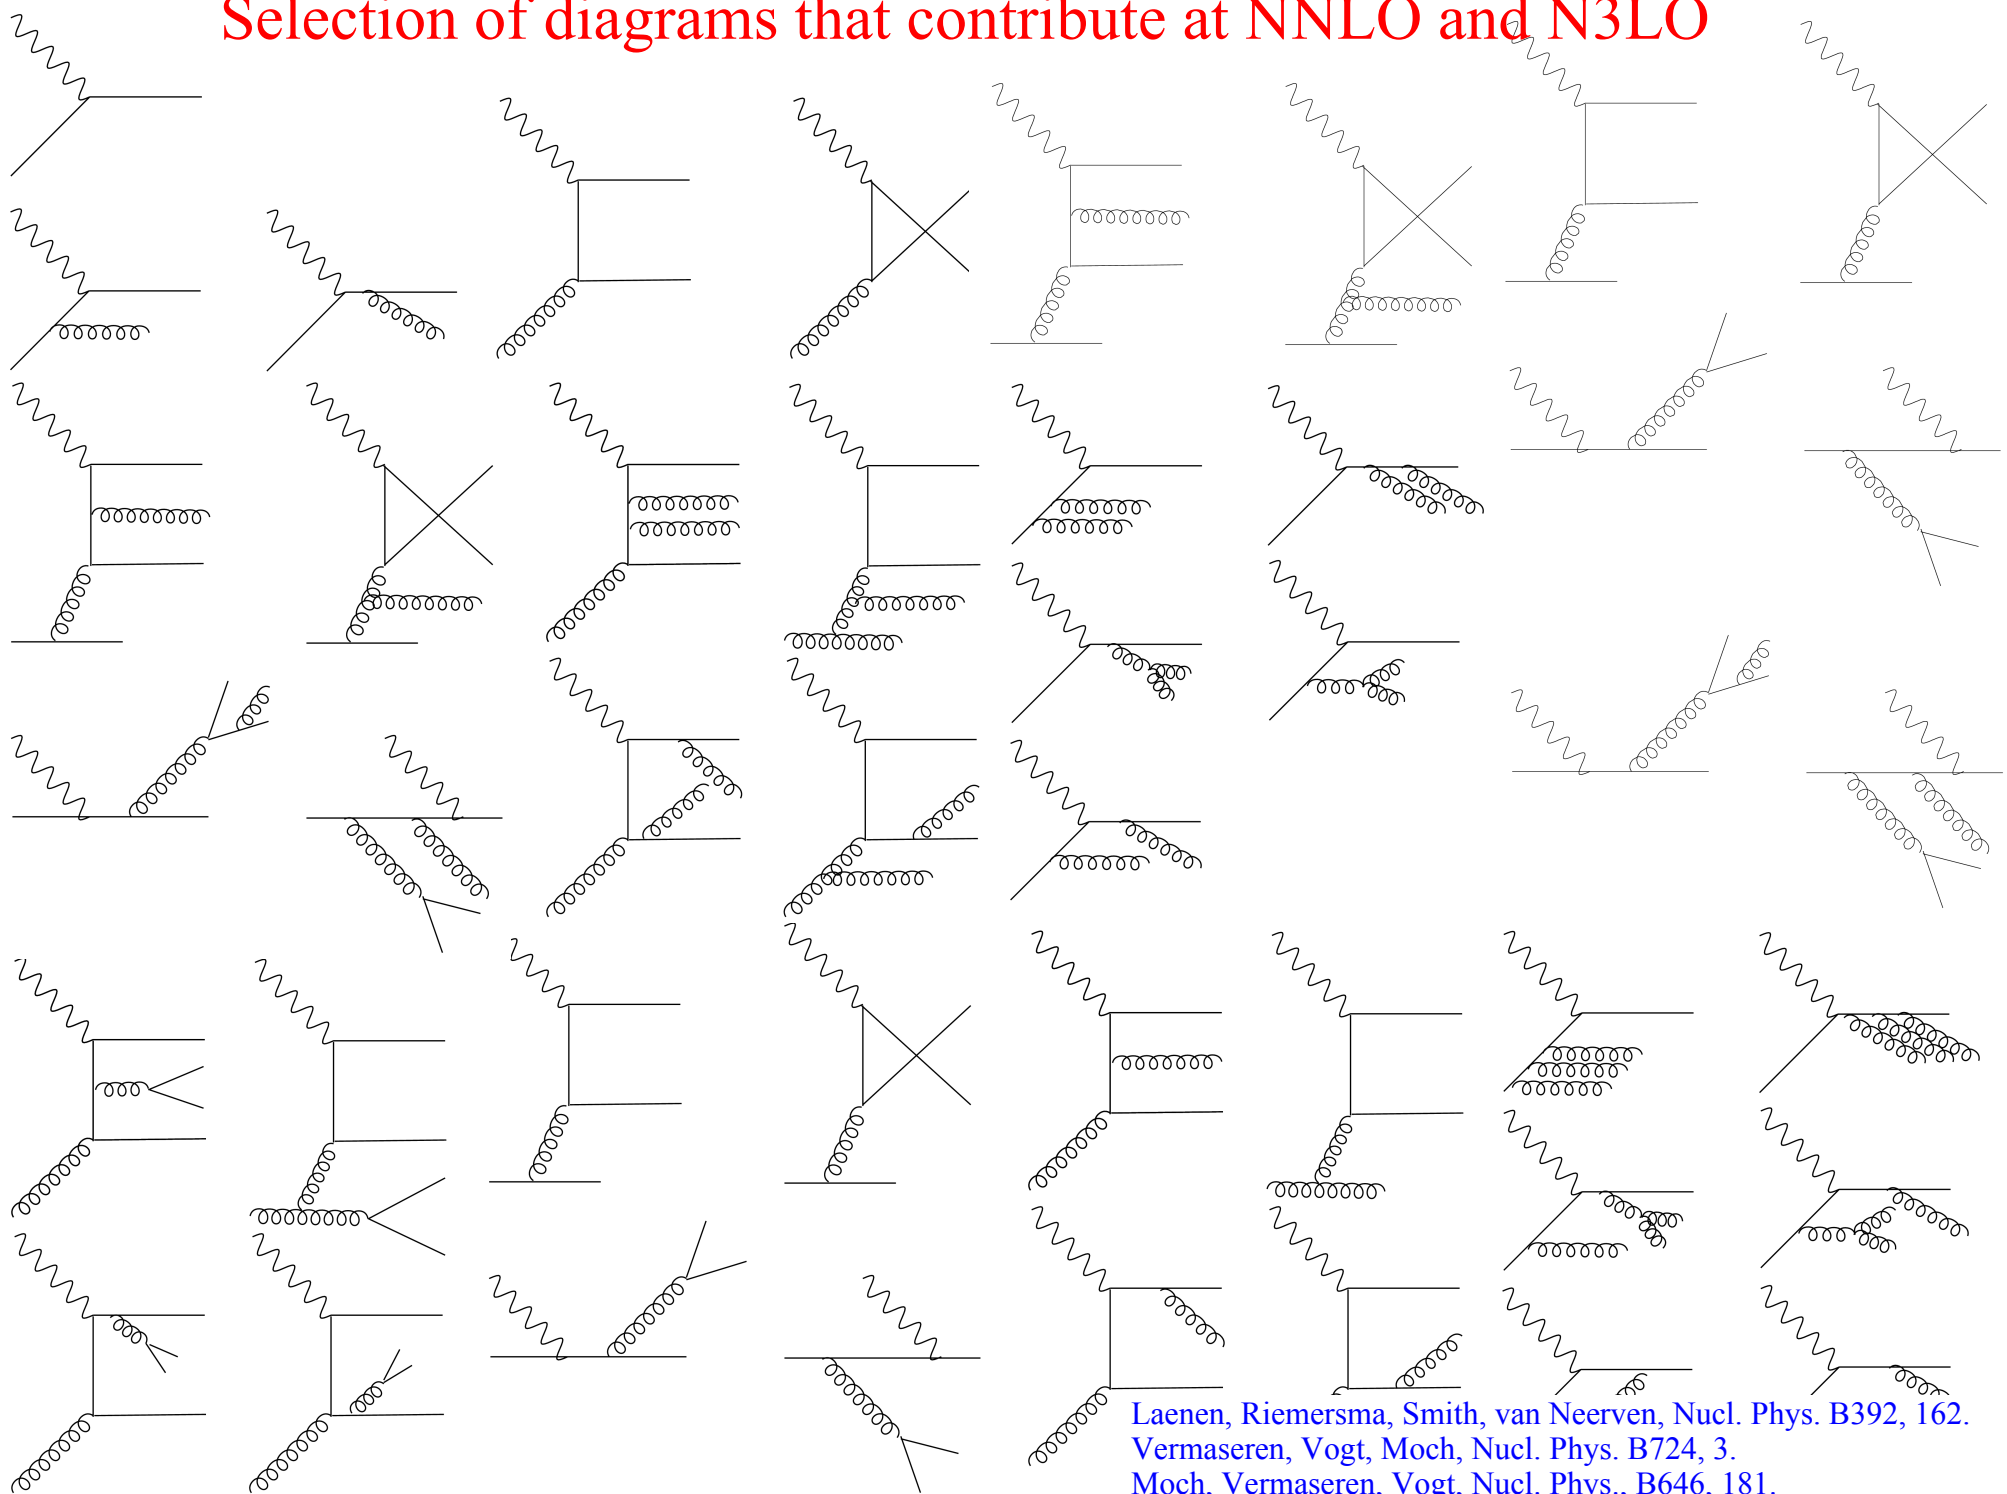 Selection of diagrams that contribute at NNLO and N3LO
Laenen, Riemersma, Smith, van Neerven, Nucl. Phys. B392, 162.
Vermaseren, Vogt, Moch, Nucl. Phys. B724, 3.
Moch, Vermaseren, Vogt, Nucl. Phys., B646, 181.